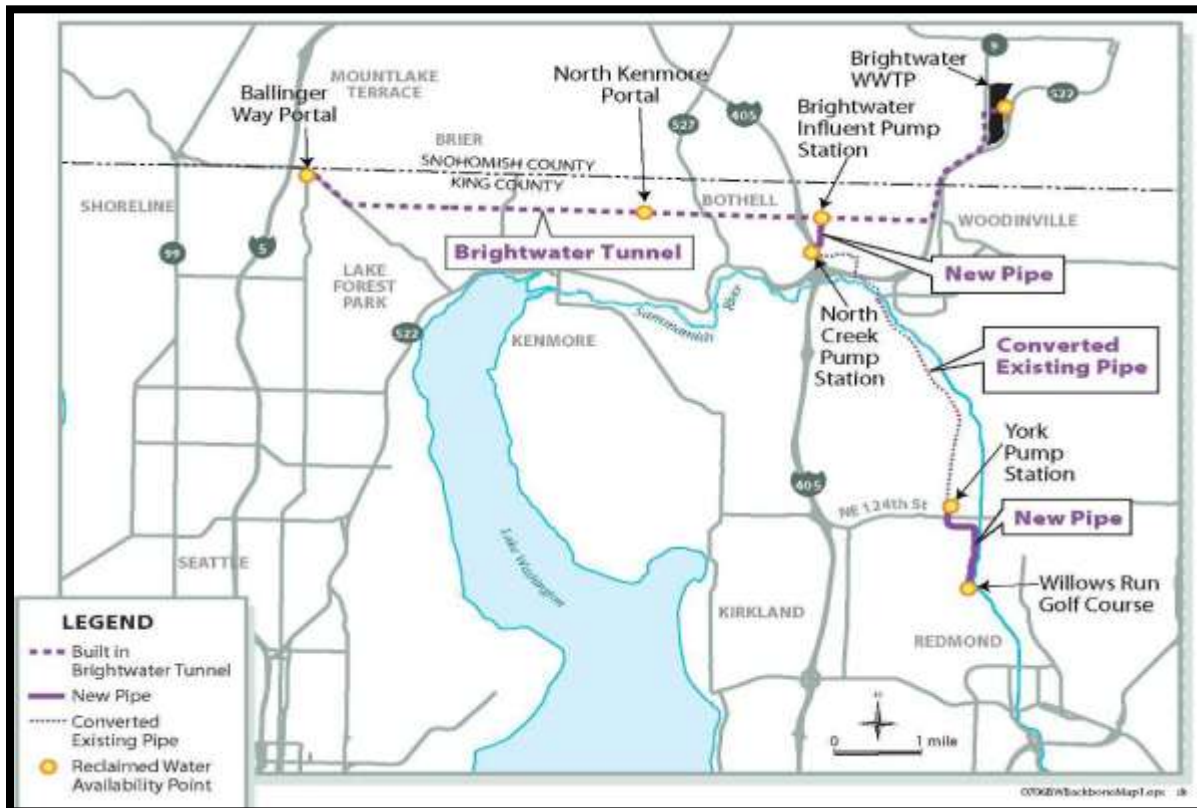 MOUNTLAKE
TERRACE
Ballinger
Way Portal
North Kenmore
Portal
Brightwater
WWTP
Brightwater
Influent Pump
Station
9
522
405
527
BRIER
SNOHOMISH COUNTY
KING COUNTY
SHORELINE
BOTHELL
WOODINVILLE
99
5
Brightwater Tunnel
New Pipe
LAKE
FOREST
PARK
522
KENMORE
Sammamish
River
North
Creek
Pump
Station
Converted
Existing Pipe
York
Pump
Station
405
NE 124th St
New Pipe
SEATTLE
Lake Washington
Willows Run
Golf Course
KIRKLAND
REDMOND
LEGEND
Built in
Brightwater Tunnel
New Pipe
Converted
Existing Pipe
Reclaimed Water
Availability Point
0
1 mile